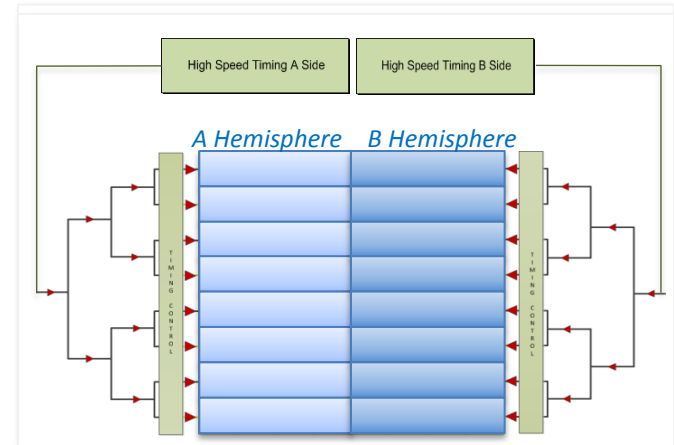 High Speed Timing A Side
High Speed Timing B Side
A Hemisphere
B Hemisphere
TIMING CONTROL
TIMING CONTROL